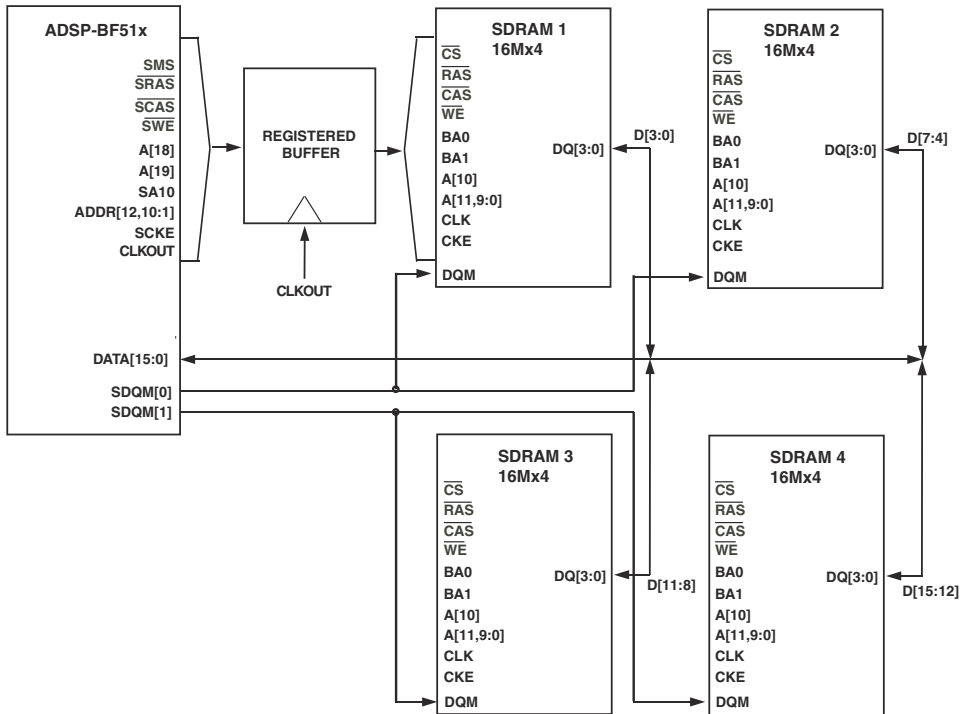 ADSP-BF51x
SMS
SRAS
SCAS
SWE
A[18]
A[19]
SA10
ADDR[12,10:1]
SCKE
CLKOUT
DATA[15:0]
SDQM[0]
SDQM[1]
REGISTERED
BUFFER
CLKOUT
SDRAM 1
16Mx4
CS
RAS
CAS
WE
BA0
BA1
A[10]
A[11,9:0]
CLK
CKE
DQM
DQ[3:0]
D[3:0]
SDRAM 2
16Mx4
CS
RAS
CAS
WE
BA0
BA1
A[10]
A[11,9:0]
CLK
CKE
DQM
DQ[3:0]
D[7:4]
SDRAM 3
16Mx4
CS
RAS
CAS
WE
BA0
BA1
A[10]
A[11,9:0]
CLK
CKE
DQM
DQ[3:0]
D[11:8]
SDRAM 4
16Mx4
CS
RAS
CAS
WE
BA0
BA1
A[10]
A[11,9:0]
CLK
CKE
DQM
DQ[3:0]
D[15:12]